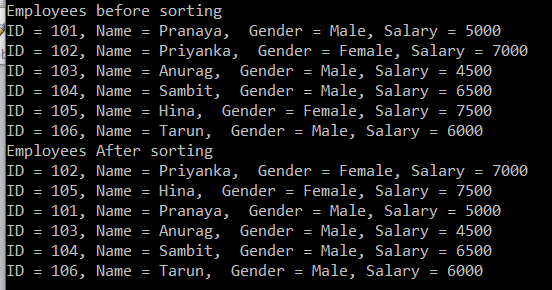 Employees before sorting
ID = 101, Name = Pranaya,  Gender = Male, Salary = 5000
ID = 102, Name = Priyanka,  Gender = Female, Salary = 7000
ID = 103, Name = Anurag,  Gender = Male, Salary = 4500
ID = 104, Name = Sambit,  Gender = Male, Salary = 6500
ID = 105, Name = Hina,  Gender = Female, Salary = 7500
ID = 106, Name = Tarun,  Gender = Male, Salary = 6000
Employees After sorting
ID = 102, Name = Priyanka,  Gender = Female, Salary = 7000
ID = 105, Name = Hina,  Gender = Female, Salary = 7500
ID = 101, Name = Pranaya,  Gender = Male, Salary = 5000
ID = 103, Name = Anurag,  Gender = Male, Salary = 4500
ID = 104, Name = Sambit,  Gender = Male, Salary = 6500
ID = 106, Name = Tarun,  Gender = Male, Salary = 6000